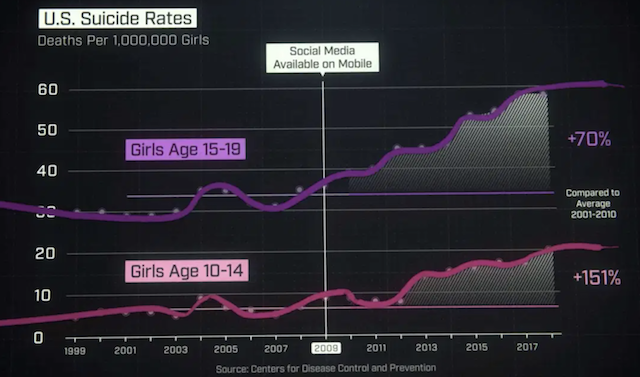 U.S. Suicide Rates
Deaths Per 1,000,000 Girls
Social Media
Available on Mobile
60
50
Girls Age 15-19
+70%
40
Compared to
Average
2001-2010
30
20
Girls Age 10-14
+151%
10
0
1999 2001 2003 2005 2007 2009 2011 2013 2015 2017
Source: Centers for Disease Control and Prevention